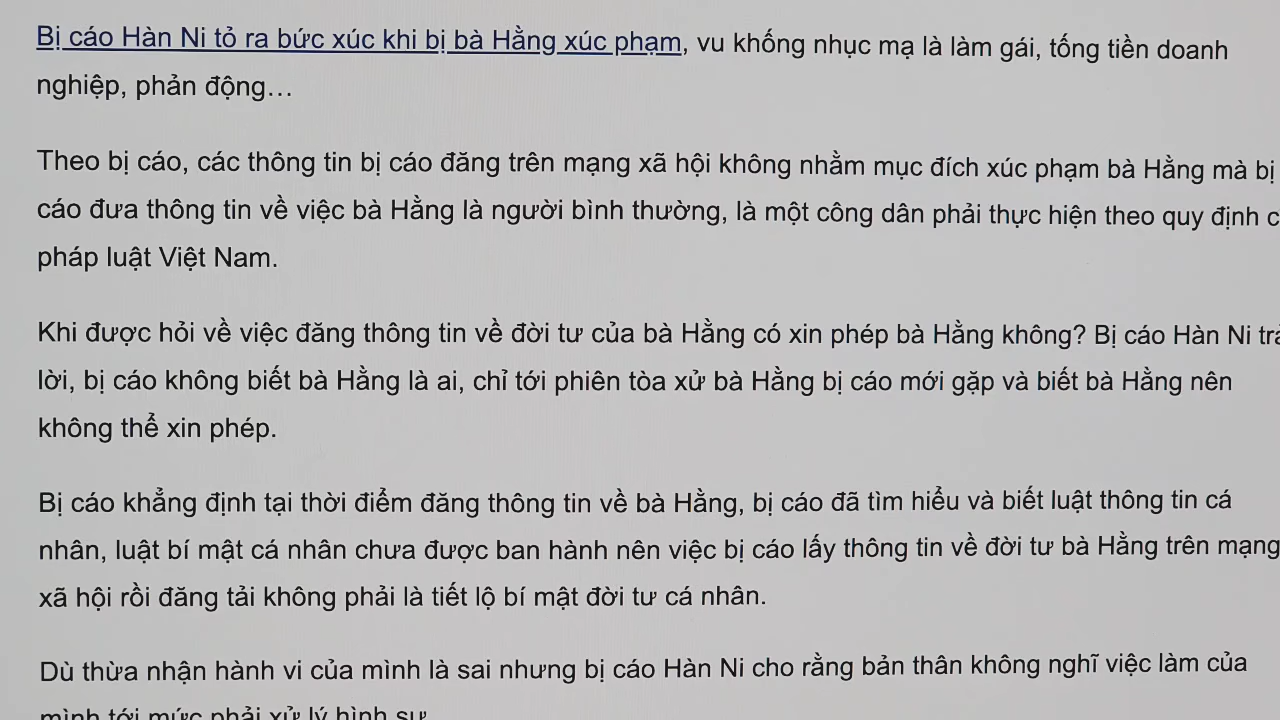 Bị cáo Hàn Ni tỏ ra bức xúc khi bị bà Hằng xúc phạm, vu khống nhục mạ là làm gái, tống tiền doanh
nghiệp, phản động...
Theo bị cáo, các thông tin bị cáo đăng trên mạng xã hội không nhằm mục đích xúc phạm bà Hằng mà bị
cáo đưa thông tin về việc bà Hằng là người bình thường, là một công dân phải thực hiện theo quy định
pháp luật Việt Nam.
Khi được hỏi về việc đăng thông tin về đời tư của bà Hằng có xin phép bà Hằng không? Bị cáo Hàn Ni trả
lời, bị cáo không biết bà Hằng là ai, chỉ tới phiên tòa xử bà Hằng bị cáo mới gặp và biết bà Hằng nên
không thể xin phép.
Bị cáo khẳng định tại thời điểm đăng thông tin về bà Hằng, bị cáo đã tìm hiểu và biết luật thông tin cá
nhân, luật bí mật cá nhân chưa được ban hành nên việc bị cáo lấy thông tin về đời tư bà Hằng trên mạng
xã hội rồi đăng tải không phải là tiết lộ bí mật đời tư cá nhân.
Dù thừa nhận hành vi của mình là sai nhưng bị cáo Hàn Ni cho rằng bản thân không nghĩ việc làm của
mình tới mức phải xử lý hình sự